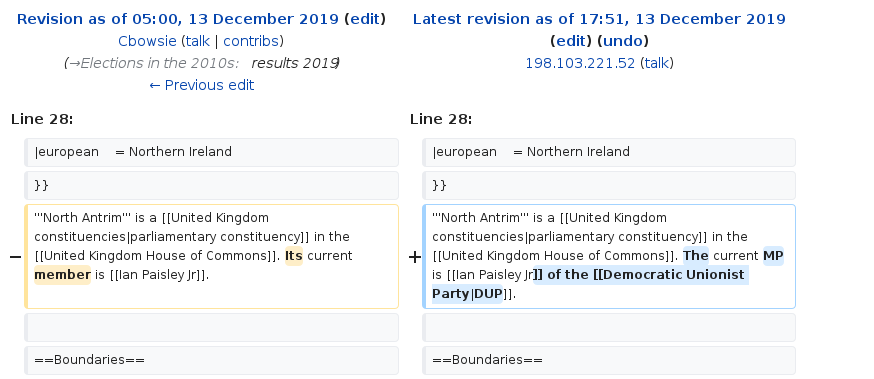 Revision as of 05:00, 13 December 2019 (edit)
Cbowsie (talk | contribs)
(→Elections in the 2010s: results 2019)
← Previous edit
Latest revision as of 17:51, 13 December 2019
(edit) (undo)
198.103.221.52 (talk)
Line 28:
Line 28:
|european = Northern Ireland
|european = Northern Ireland
}}
}}
− '''North Antrim''' is a [[United Kingdom
constituencies|parliamentary constituency]] in the
[[United Kingdom House of Commons]]. Its current
member is [[Ian Paisley Jr]].
+ '''North Antrim''' is a [[United Kingdom
constituencies|parliamentary constituency]] in the
[[United Kingdom House of Commons]]. The current MP
is [[Ian Paisley Jr]] of the [[Democratic Unionist
Party|DUP]].
==Boundaries==
==Boundaries==